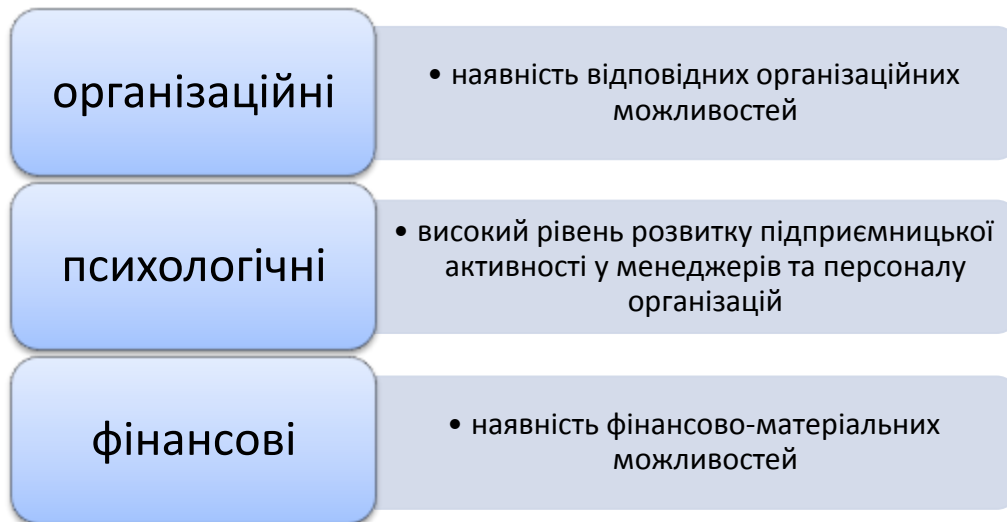 організаційні
• наявність відповідних організаційних
можливостей
психологічні
• високий рівень розвитку підприємницької
активності у менеджерів та персоналу
організацій
фінансові
• наявність фінансово-матеріальних
можливостей